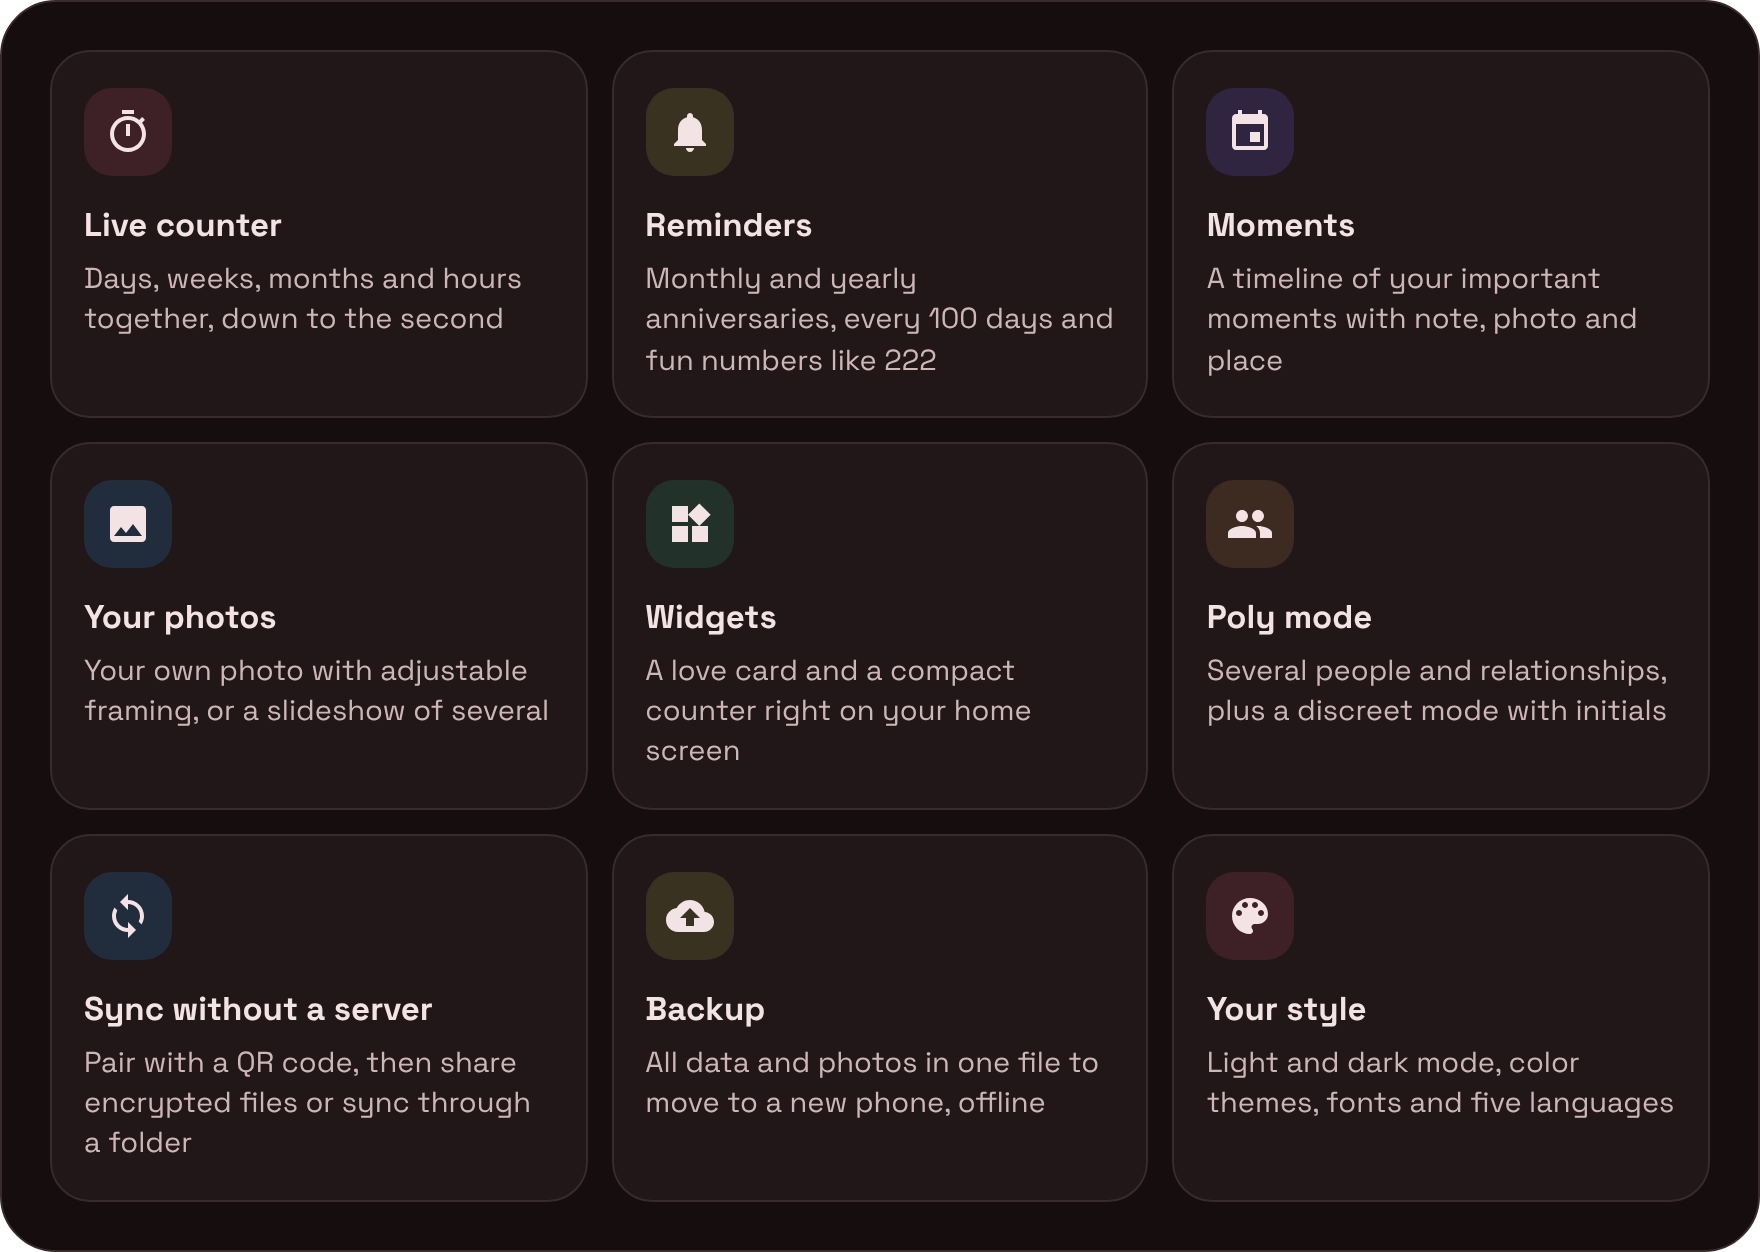 Live counter
Days, weeks, months and hours
together, down to the second
Reminders
Monthly and yearly
anniversaries, every 100 days and
fun numbers like 222
Moments
A timeline of your important
moments with note, photo and
place
Your photos
Your own photo with adjustable
framing, or a slideshow of several
Widgets
A love card and a compact
counter right on your home
screen
Poly mode
Several people and relationships,
plus a discreet mode with initials
Sync without a server
Pair with a QR code, then share
encrypted files or sync through
a folder
Backup
All data and photos in one file to
move to a new phone, offline
Your style
Light and dark mode, color
themes, fonts and five languages